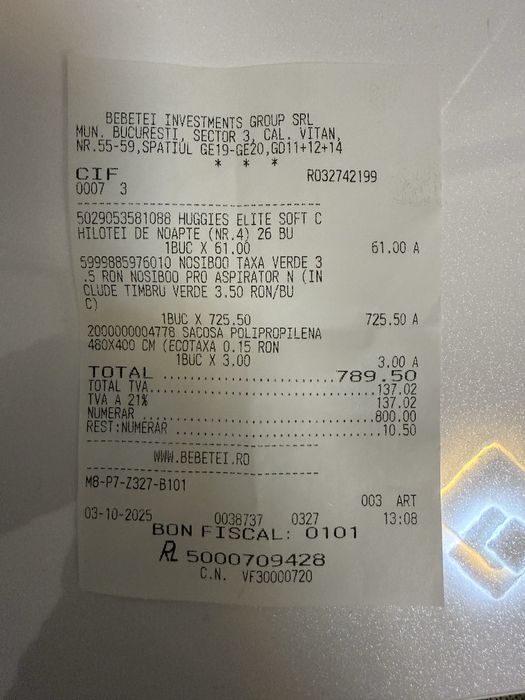 BEBETEI INVESTMENTS GROUP SRL
MUN. BUCURESTI, SECTOR 3, CAL. VITAN,
NR.55-59,SPATIUL GE19-GE20,GD11+12+14
* * *
CIF RO32742199
0007 3
5029053581088 HUGGIES ELITE SOFT C
HILOTEI DE NOAPTE (NR.4) 26 BU
1BUC X 61.00 61.00 A
5999885976010 NOSIBOO TAXA VERDE 3
.5 RON NOSIBOO PRO ASPIRATOR N (IN
CLUDE TIMBRU VERDE 3.50 RON/BU
C)
1BUC X 725.50 725.50 A
2000000004778 SACOSA POLIPROPILENA
480X400 CM (ECOTAXA 0.15 RON
1BUC X 3.00 3.00 A
TOTAL ..........................789.50
TOTAL TVA..........................137.02
TVA A 21% ..........................137.02
NUMERAR ..........................800.00
REST:NUMERAR ..........................10.50
WWW.BEBETEI.RO
M8-P7-Z327-B101
003 ART
03-10-2025 0038737 0327 13:08
BON FISCAL: 0101
RL 5000709428
C.N. VF30000720